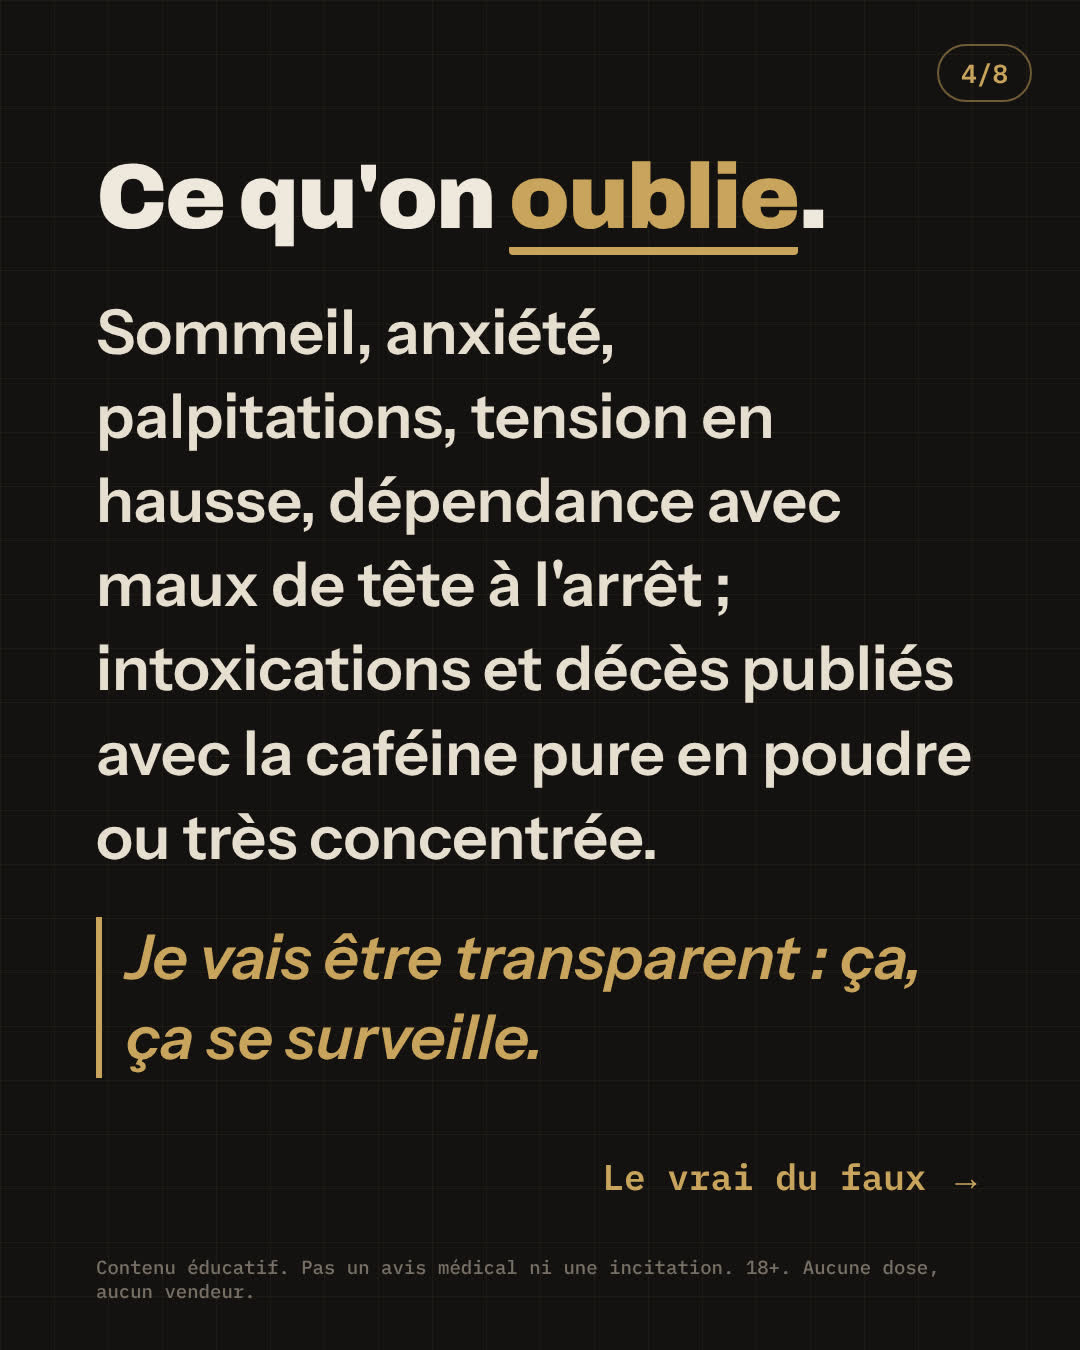 4/8
Ce qu'on oublie.
Sommeil, anxiété,
palpitations, tension en
hausse, dépendance avec
maux de tête à l'arrêt ;
intoxications et décès publiés
avec la caféine pure en poudre
ou très concentrée.
Je vais être transparent : ça,
ça se surveille.
Le vrai du faux →
Contenu éducatif. Pas un avis médical ni une incitation. 18+. Aucune dose,
aucun vendeur.